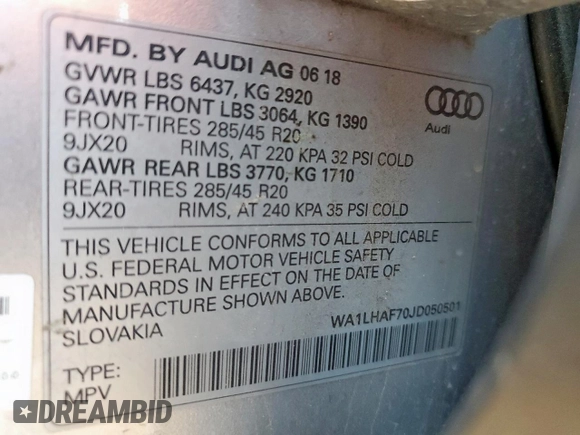 MFD. BY AUDI AG 06 18
GVWR LBS 6437, KG 2920
GAWR FRONT LBS 3064, KG 1390
FRONT-TIRES 285/45 R20
9JX20 RIMS, AT 220 KPA 32 PSI COLD
GAWR REAR LBS 3770, KG 1710
REAR-TIRES 285/45 R20
9JX20 RIMS, AT 240 KPA 35 PSI COLD
Audi
THIS VEHICLE CONFORMS TO ALL APPLICABLE
U.S. FEDERAL MOTOR VEHICLE SAFETY
STANDARDS IN EFFECT ON THE DATE OF
MANUFACTURE SHOWN ABOVE.
SLOVAKIA
WA1LHAF70JD050501
TYPE:
MPV
DREAMBID